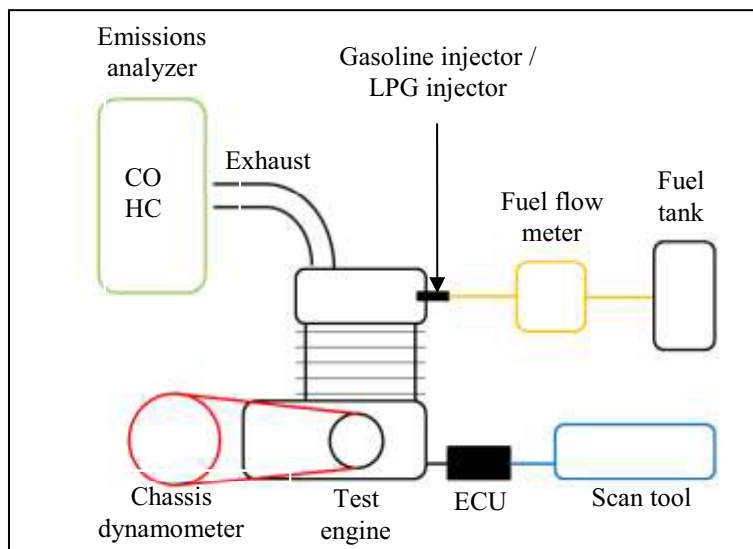 Emissions
analyzer
Gasoline injector /
LPG injector
CO
HC
Exhaust
Fuel flow
meter
Fuel
tank
Chassis
dynamometer
Test
engine
ECU
Scan tool